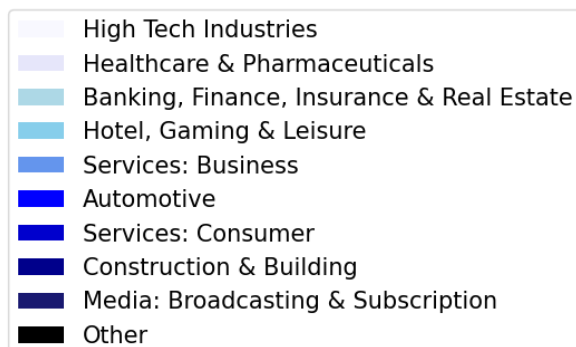 High Tech Industries
Healthcare & Pharmaceuticals
Banking, Finance, Insurance & Real Estate
Hotel, Gaming & Leisure
Services: Business
Automotive
Services: Consumer
Construction & Building
Media: Broadcasting & Subscription
Other